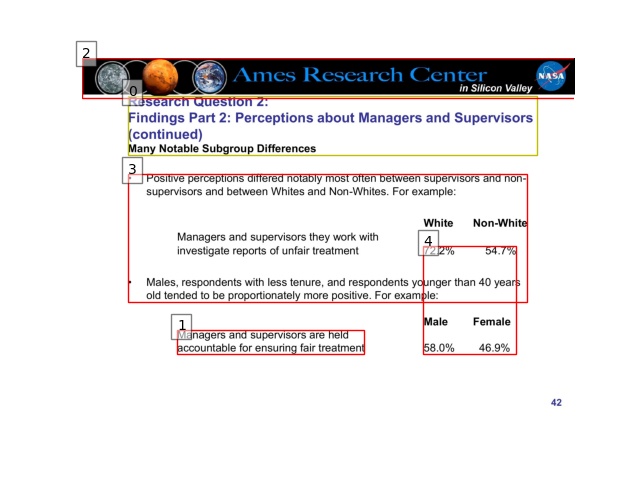 2
Ames Research Center
NASA
in Silicon Valley
0
Research Question 2:
Findings Part 2: Perceptions about Managers and Supervisors
(continued)
Many Notable Subgroup Differences
3
• Positive perceptions differed notably most often between supervisors and non-
supervisors and between Whites and Non-Whites. For example:
White Non-White
Managers and supervisors they work with
4
investigate reports of unfair treatment 72.2% 54.7%
• Males, respondents with less tenure, and respondents younger than 40 years
old tended to be proportionately more positive. For example:
1
Male Female
Managers and supervisors are held
accountable for ensuring fair treatment 58.0% 46.9%
42